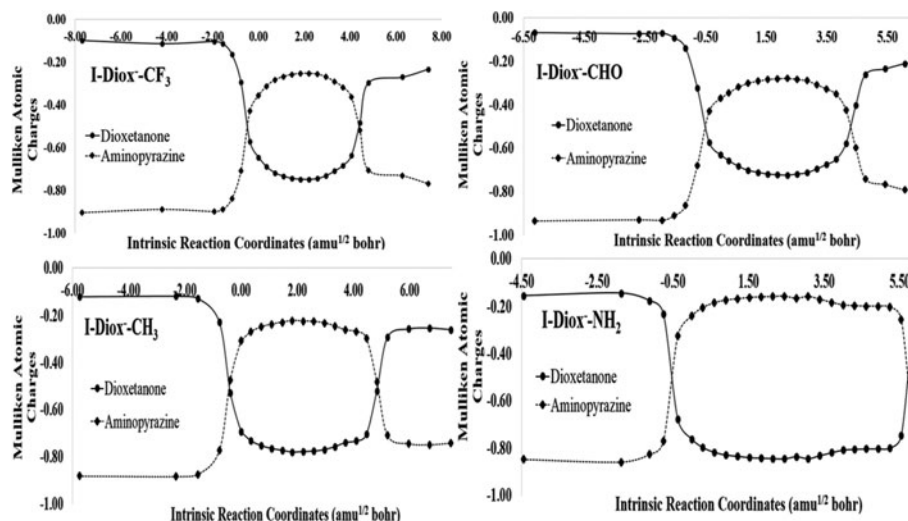 0.00
-8.00 -6.00 -4.00 -2.00 0.00 2.00 4.00 6.00 8.00
-0.20
-0.40
-0.60
-0.80
-1.00
I-Diox⁻-CF₃
Dioxetanone
Aminopyrazine
Mulliken Atomic
Charges
Intrinsic Reaction Coordinates (amu^1/2 bohr)
0.00
-6.50 -4.50 -2.50 -0.50 1.50 3.50 5.50
-0.20
-0.40
-0.60
-0.80
-1.00
I-Diox⁻-CHO
Dioxetanone
Aminopyrazine
Mulliken Atomic
Charges
Intrinsic Reaction Coordinates (amu^1/2 bohr)
0.00
-6.00 -4.00 -2.00 0.00 2.00 4.00 6.00
-0.20
-0.40
-0.60
-0.80
-1.00
I-Diox⁻-CH₃
Dioxetanone
Aminopyrazine
Mulliken Atomic
Charges
Intrinsic Reaction Coordinates (amu^1/2 bohr)
0.00
-4.50 -2.50 -0.50 1.50 3.50 5.50
-0.20
-0.40
-0.60
-0.80
-1.00
I-Diox⁻-NH₂
Dioxetanone
Aminopyrazine
Mulliken Atomic
Charges
Intrinsic Reaction Coordinates (amu^1/2 bohr)